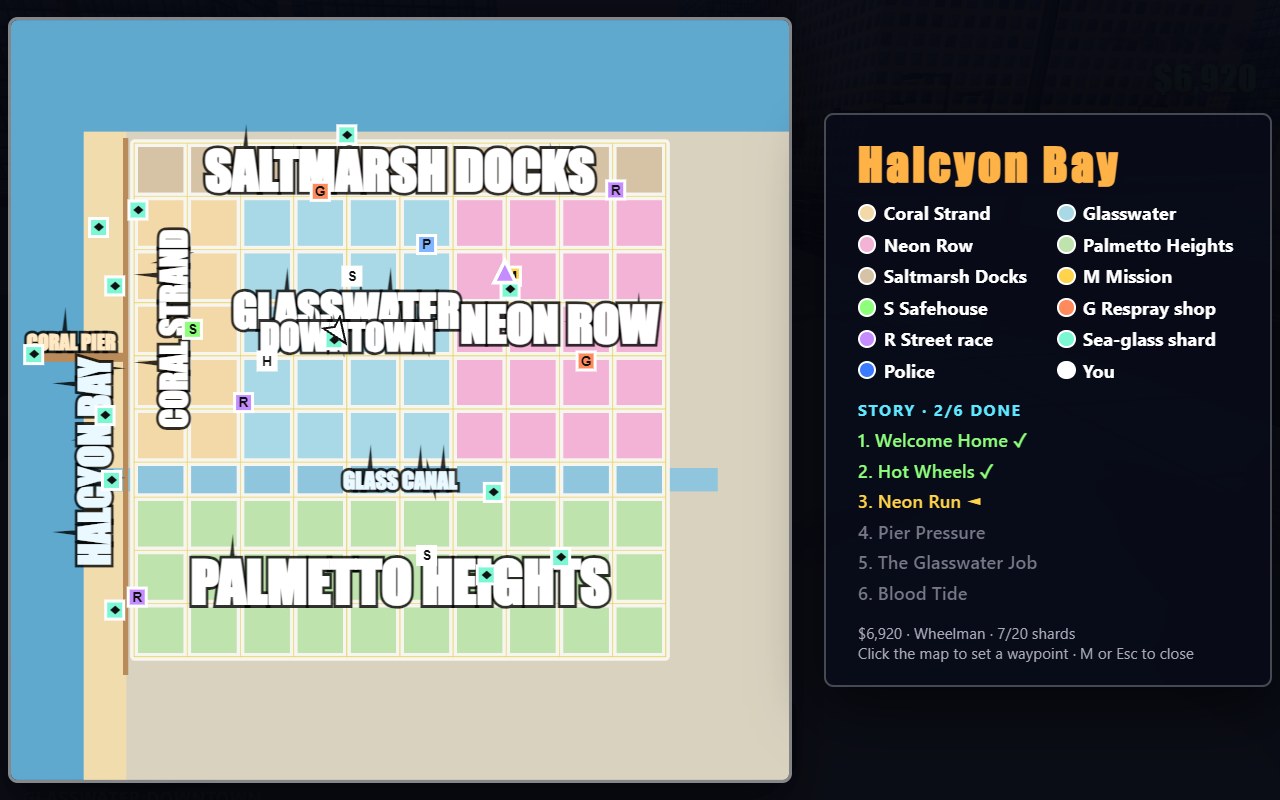 $6,920
SALTMARSH DOCKS
G
R
P
S
CORAL STRAND
GLASSWATER
DOWNTOWN
NEON ROW
S
CORAL PIER
H
G
R
HALCYON BAY
GLASS CANAL
S
PALMETTO HEIGHTS
R
Halcyon Bay
Coral Strand
Glasswater
Neon Row
Palmetto Heights
Saltmarsh Docks
M Mission
S Safehouse
G Respray shop
R Street race
Sea-glass shard
Police
You
STORY · 2/6 DONE
1. Welcome Home ✓
2. Hot Wheels ✓
3. Neon Run ◄
4. Pier Pressure
5. The Glasswater Job
6. Blood Tide
$6,920 · Wheelman · 7/20 shards
Click the map to set a waypoint · M or Esc to close